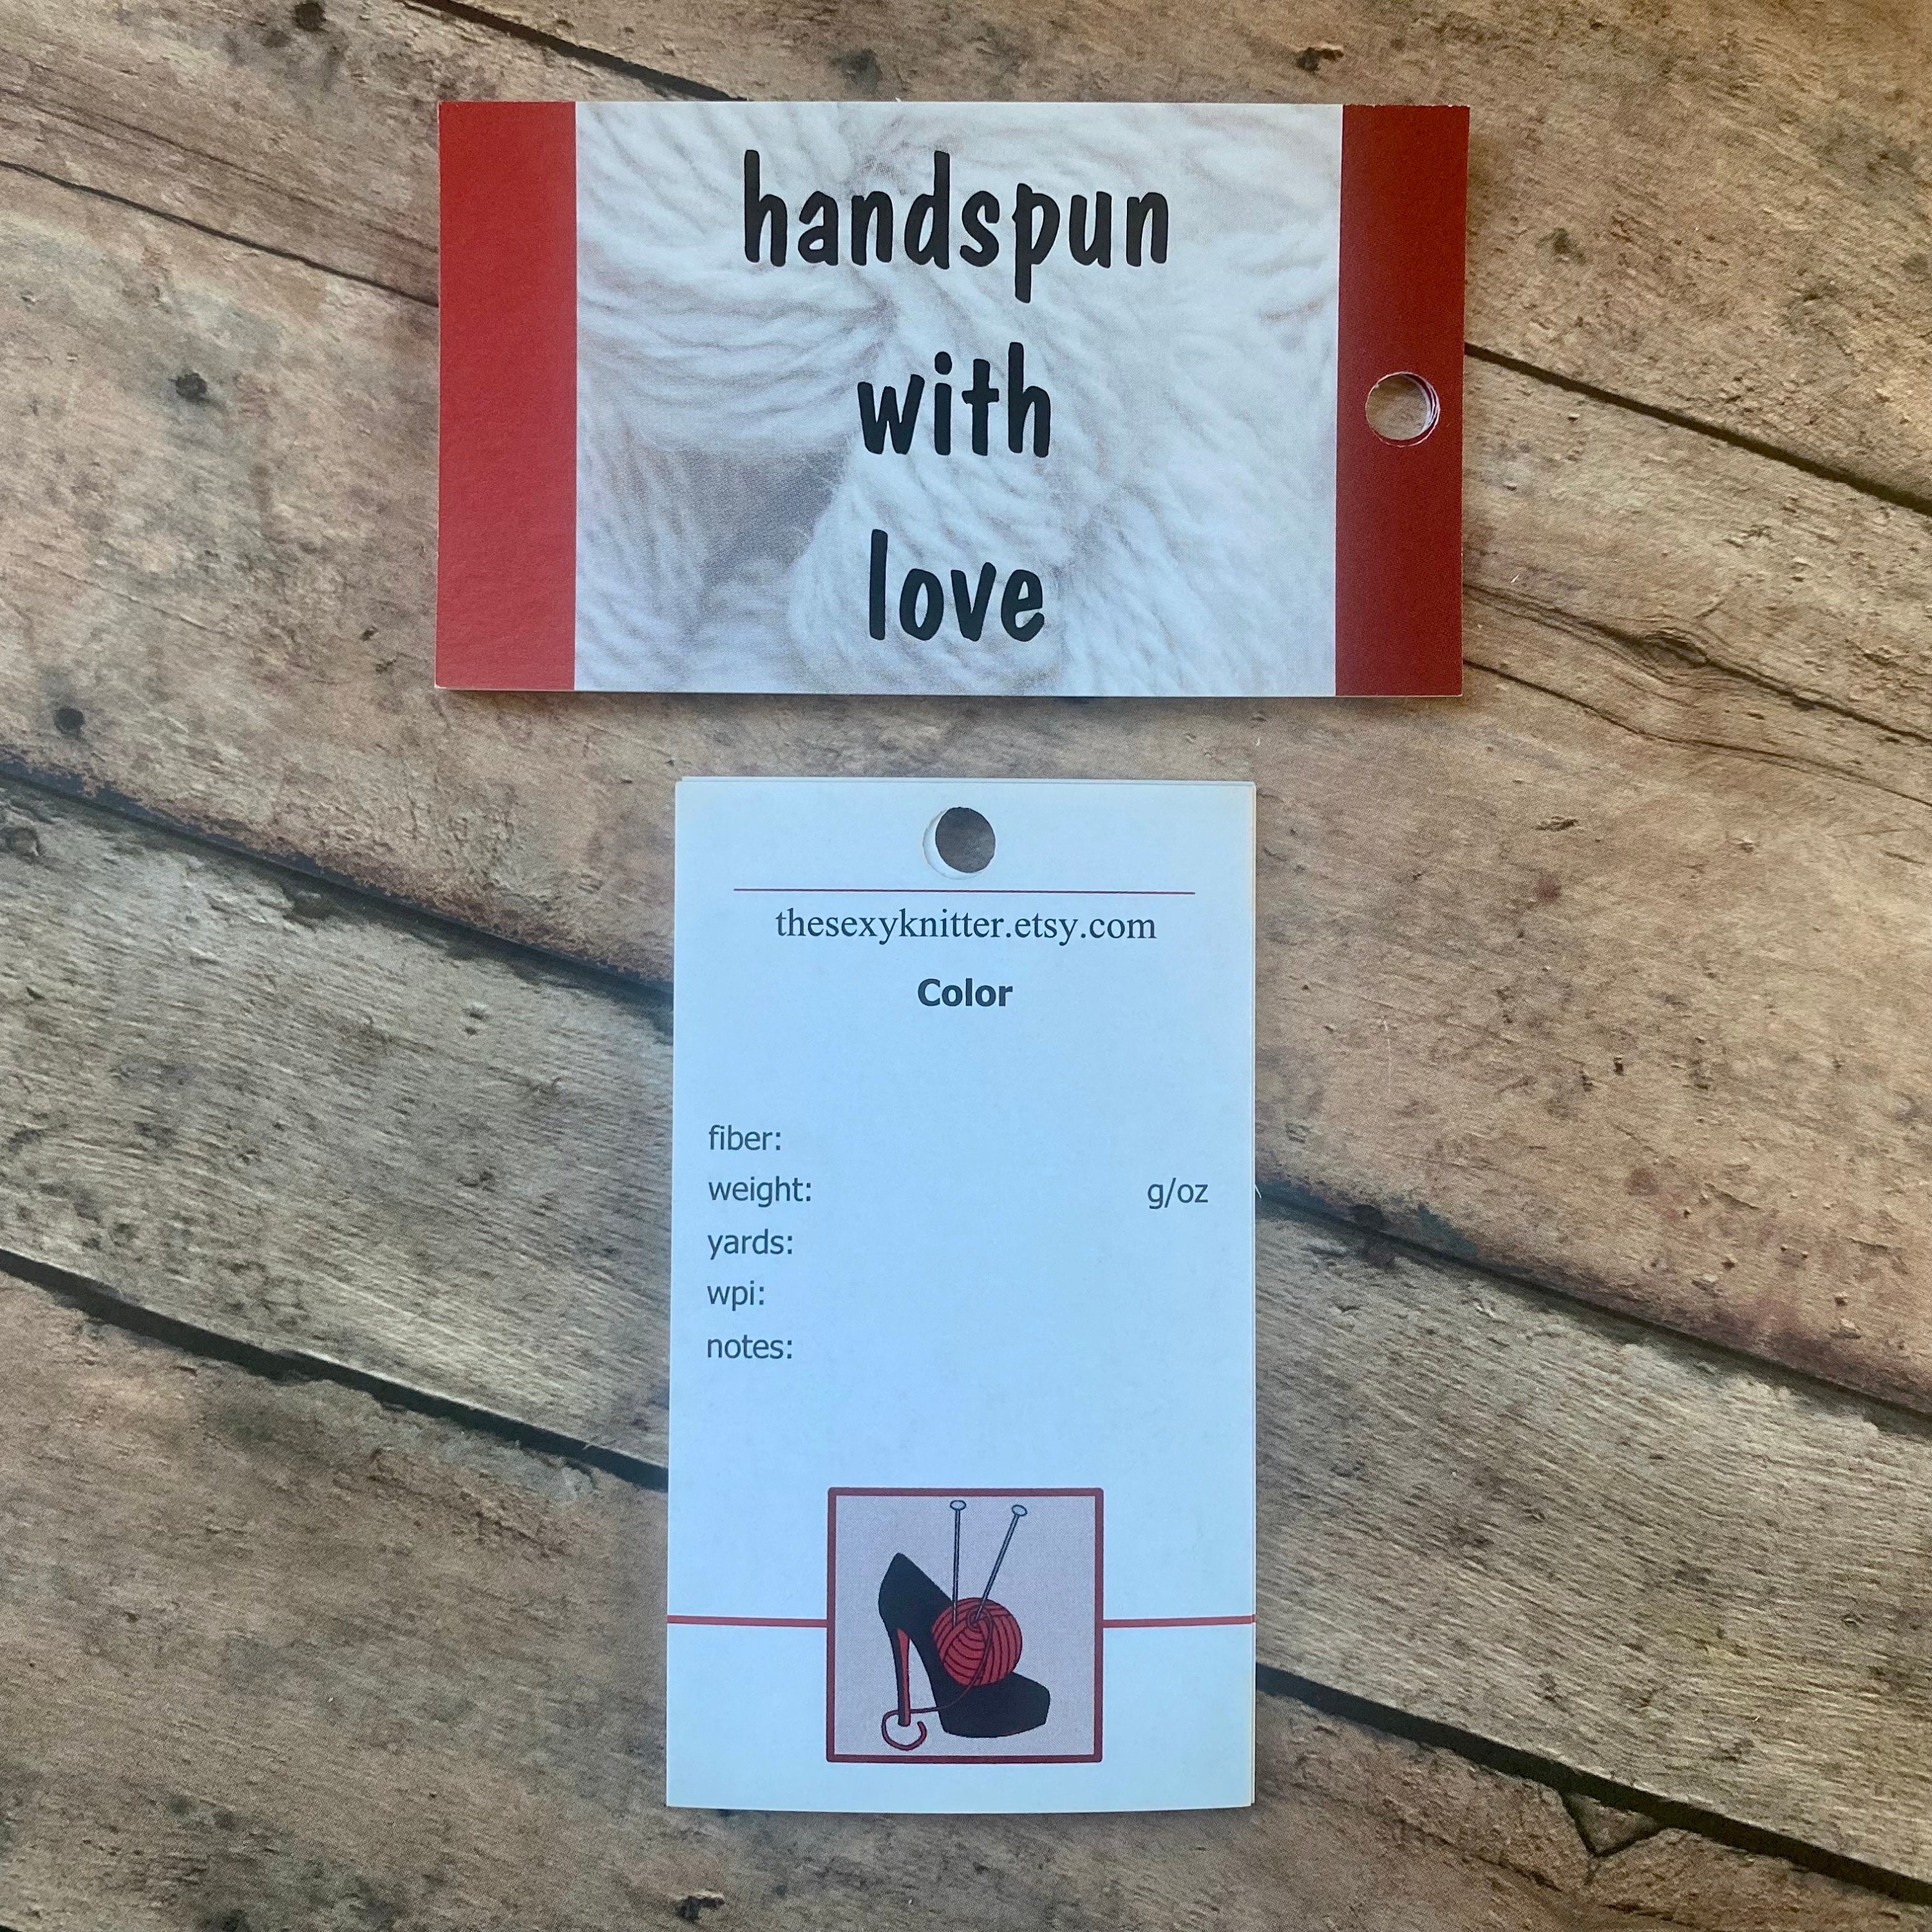 handspun
with
love
thesexyknitter.etsy.com
Color
fiber:
weight: g/oz
yards:
wpi:
notes: